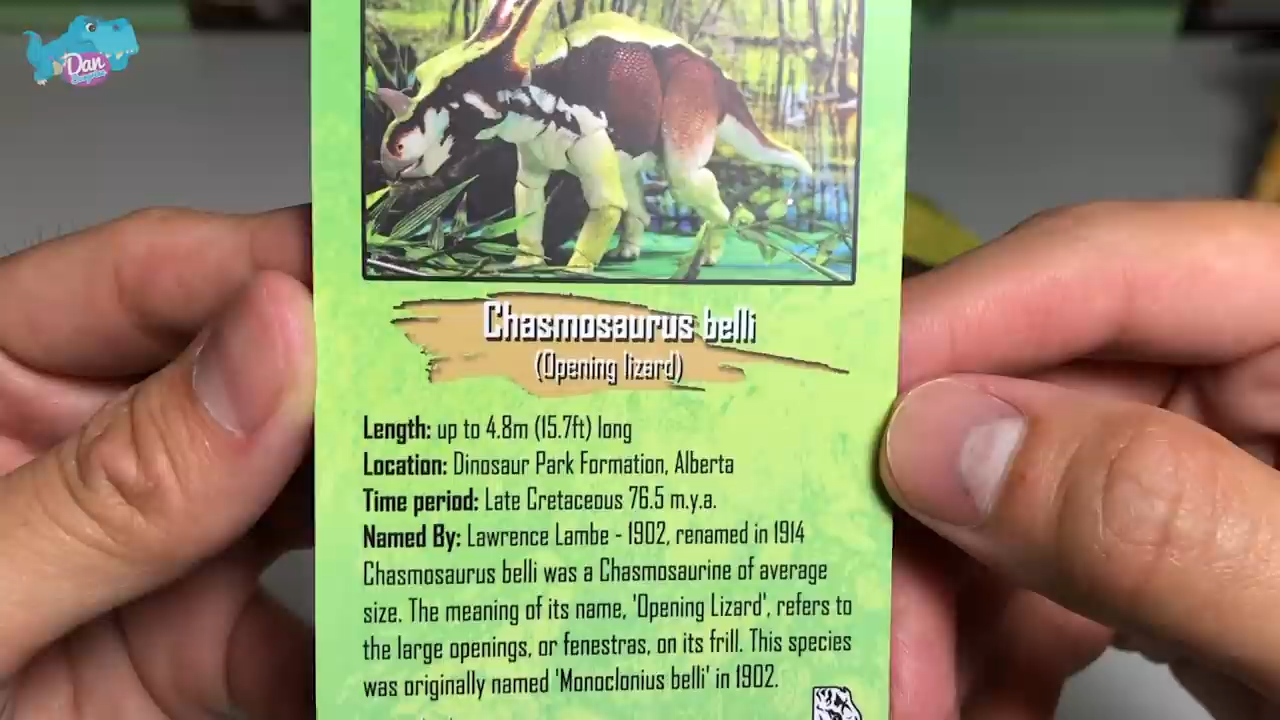 Dan
Chasmosaurus belli
(Opening lizard)
Length: up to 4.8m (15.7ft) long
Location: Dinosaur Park Formation, Alberta
Time period: Late Cretaceous 76.5 m.y.a.
Named By: Lawrence Lambe - 1902, renamed in 1914
Chasmosaurus belli was a Chasmosaurine of average
size. The meaning of its name, 'Opening Lizard', refers to
the large openings, or fenestras, on its frill. This species
was originally named 'Monoclonius belli' in 1902.